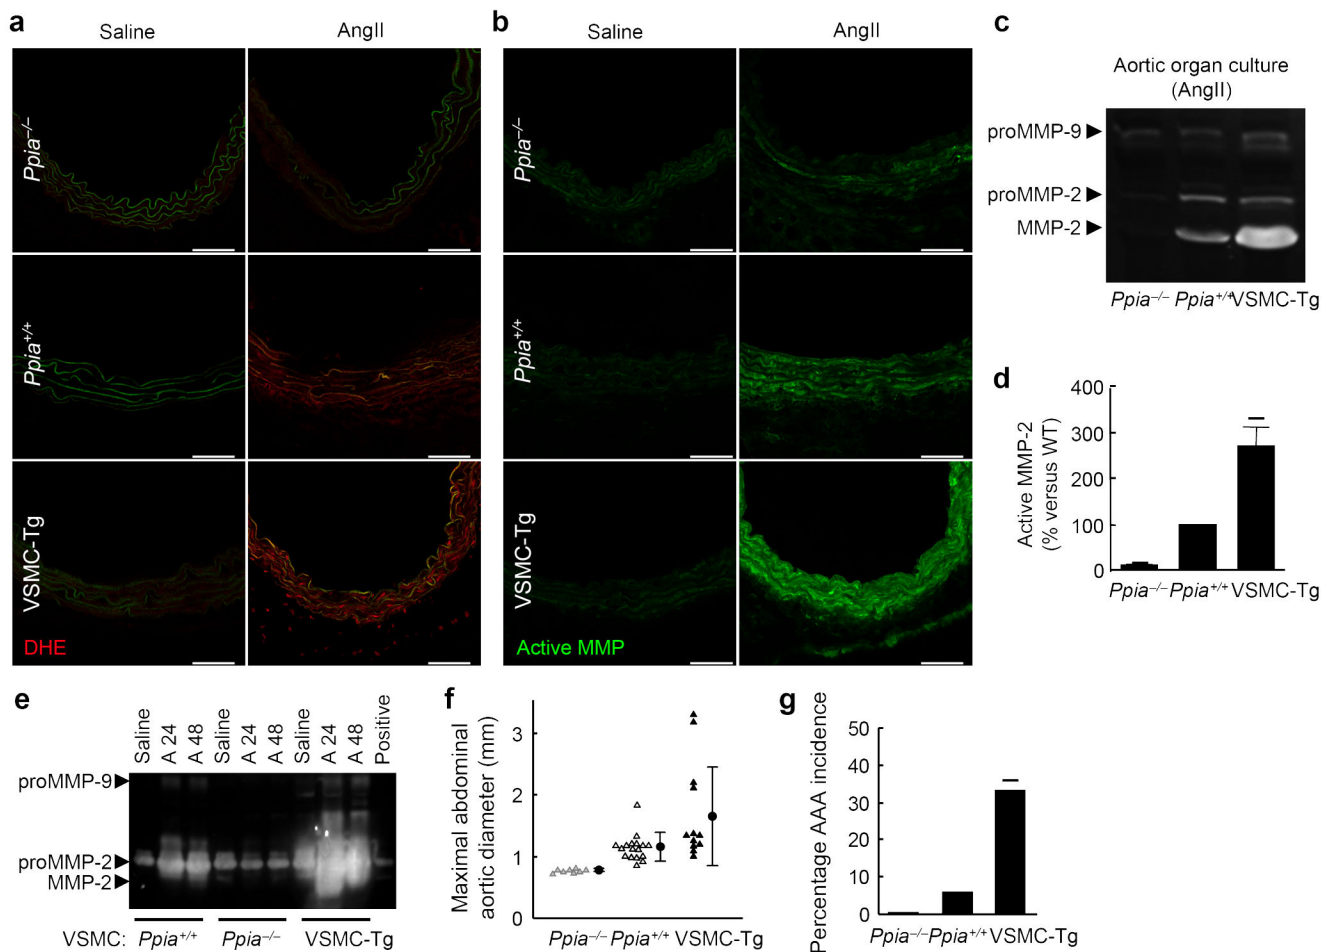 a
Saline
AngII
Ppia–/–
Ppia+/+
VSMC-Tg
DHE
b
Saline
AngII
Ppia–/–
Ppia+/+
VSMC-Tg
Active MMP
c
Aortic organ culture
(AngII)
proMMP-9
proMMP-2
MMP-2
Ppia–/– Ppia+/+ VSMC-Tg
d
Active MMP-2
(% versus WT)
400
300
200
100
0
Ppia–/– Ppia+/+ VSMC-Tg
e
Saline
A 24
A 48
Saline
A 24
A 48
Saline
A 24
A 48
Positive
proMMP-9
proMMP-2
MMP-2
VSMC: Ppia+/+ Ppia–/– VSMC-Tg
f
Maximal abdominal
aortic diameter (mm)
3
2
1
0
Ppia–/– Ppia+/+ VSMC-Tg
g
Percentage AAA incidence
50
40
30
20
10
0
Ppia–/– Ppia+/+ VSMC-Tg